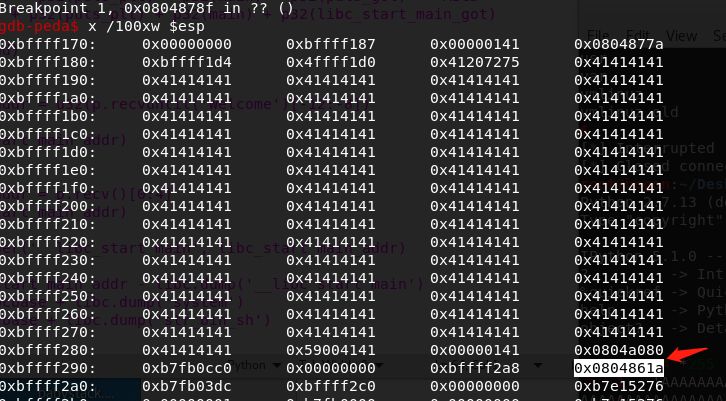 Breakpoint 1, 0x0804878f in ?? ()
gdb-peda$ x /100xw $esp
0xbffff170: 0x00000000 0xbffff187 0x00000141 0x0804877a
0xbffff180: 0xbffff1d4 0x4ffff1d0 0x41207275 0x41414141
0xbffff190: 0x41414141 0x41414141 0x41414141 0x41414141
0xbffff1a0: 0x41414141 0x41414141 0x41414141 0x41414141
0xbffff1b0: 0x41414141 0x41414141 0x41414141 0x41414141
0xbffff1c0: 0x41414141 0x41414141 0x41414141 0x41414141
0xbffff1d0: 0x41414141 0x41414141 0x41414141 0x41414141
0xbffff1e0: 0x41414141 0x41414141 0x41414141 0x41414141
0xbffff1f0: 0x41414141 0x41414141 0x41414141 0x41414141
0xbffff200: 0x41414141 0x41414141 0x41414141 0x41414141
0xbffff210: 0x41414141 0x41414141 0x41414141 0x41414141
0xbffff220: 0x41414141 0x41414141 0x41414141 0x41414141
0xbffff230: 0x41414141 0x41414141 0x41414141 0x41414141
0xbffff240: 0x41414141 0x41414141 0x41414141 0x41414141
0xbffff250: 0x41414141 0x41414141 0x41414141 0x41414141
0xbffff260: 0x41414141 0x41414141 0x41414141 0x41414141
0xbffff270: 0x41414141 0x41414141 0x41414141 0x41414141
0xbffff280: 0x41414141 0x59004141 0x00000141 0x0804a080
0xbffff290: 0xb7fb0cc0 0x00000000 0xbffff2a8 0x0804861a
0xbffff2a0: 0xb7fb03dc 0xbffff2c0 0x00000000 0xb7e15276